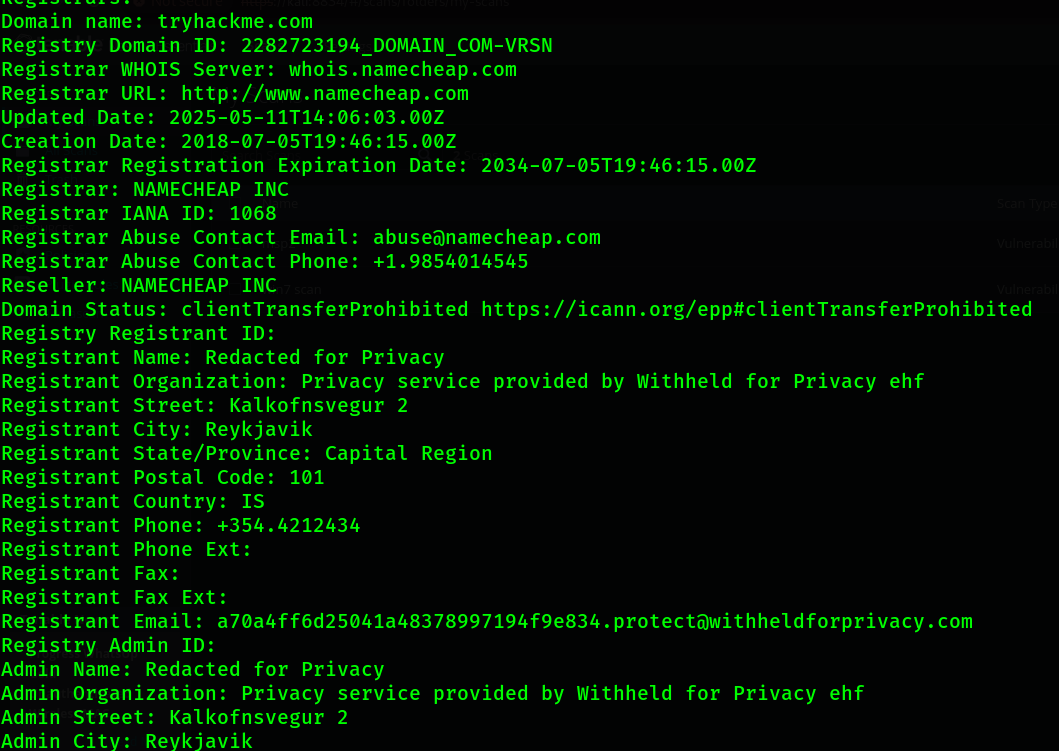 Domain name: tryhackme.com
Registry Domain ID: 2282723194_DOMAIN_COM-VRSN
Registrar WHOIS Server: whois.namecheap.com
Registrar URL: http://www.namecheap.com
Updated Date: 2025-05-11T14:06:03.00Z
Creation Date: 2018-07-05T19:46:15.00Z
Registrar Registration Expiration Date: 2034-07-05T19:46:15.00Z
Registrar: NAMECHEAP INC
Registrar IANA ID: 1068
Registrar Abuse Contact Email: abuse@namecheap.com
Registrar Abuse Contact Phone: +1.9854014545
Reseller: NAMECHEAP INC
Domain Status: clientTransferProhibited https://icann.org/epp#clientTransferProhibited
Registry Registrant ID:
Registrant Name: Redacted for Privacy
Registrant Organization: Privacy service provided by Withheld for Privacy ehf
Registrant Street: Kalkofnsvegur 2
Registrant City: Reykjavik
Registrant State/Province: Capital Region
Registrant Postal Code: 101
Registrant Country: IS
Registrant Phone: +354.4212434
Registrant Phone Ext:
Registrant Fax:
Registrant Fax Ext:
Registrant Email: a70a4ff6d25041a48378997194f9e834.protect@withheldforprivacy.com
Registry Admin ID:
Admin Name: Redacted for Privacy
Admin Organization: Privacy service provided by Withheld for Privacy ehf
Admin Street: Kalkofnsvegur 2
Admin City: Reykjavik